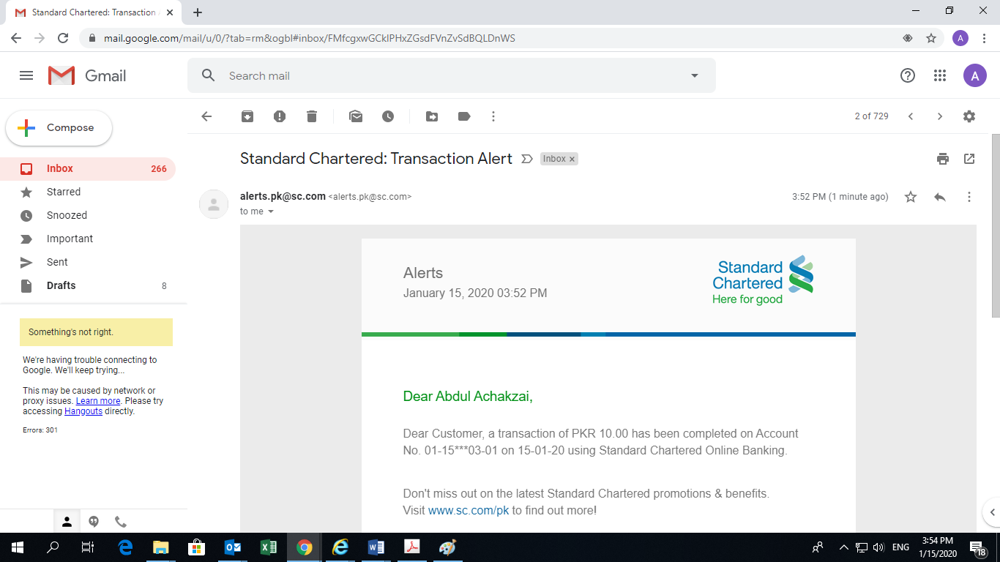 Standard Chartered: Transaction
mail.google.com/mail/u/0/?tab=rm&ogbl#inbox/FMfcgxwGCklPHxZGsdFVnZvSdBQLDnWS
A
Gmail
Search mail
A
Compose
2 of 729
Inbox 266
Starred
Snoozed
Important
Sent
Drafts 8
Something's not right.
We're having trouble connecting to
Google. We'll keep trying...
This may be caused by network or
proxy issues. Learn more. Please try
accessing Hangouts directly.
Errors: 301
Standard Chartered: Transaction Alert Inbox x
alerts.pk@sc.com <alerts.pk@sc.com> 3:52 PM (1 minute ago)
to me
Alerts
January 15, 2020 03:52 PM
Standard
Chartered
Here for good
Dear Abdul Achakzai,
Dear Customer, a transaction of PKR 10.00 has been completed on Account
No. 01-15***03-01 on 15-01-20 using Standard Chartered Online Banking.
Don't miss out on the latest Standard Chartered promotions & benefits.
Visit www.sc.com/pk to find out more!
ENG
3:54 PM
1/15/2020
18